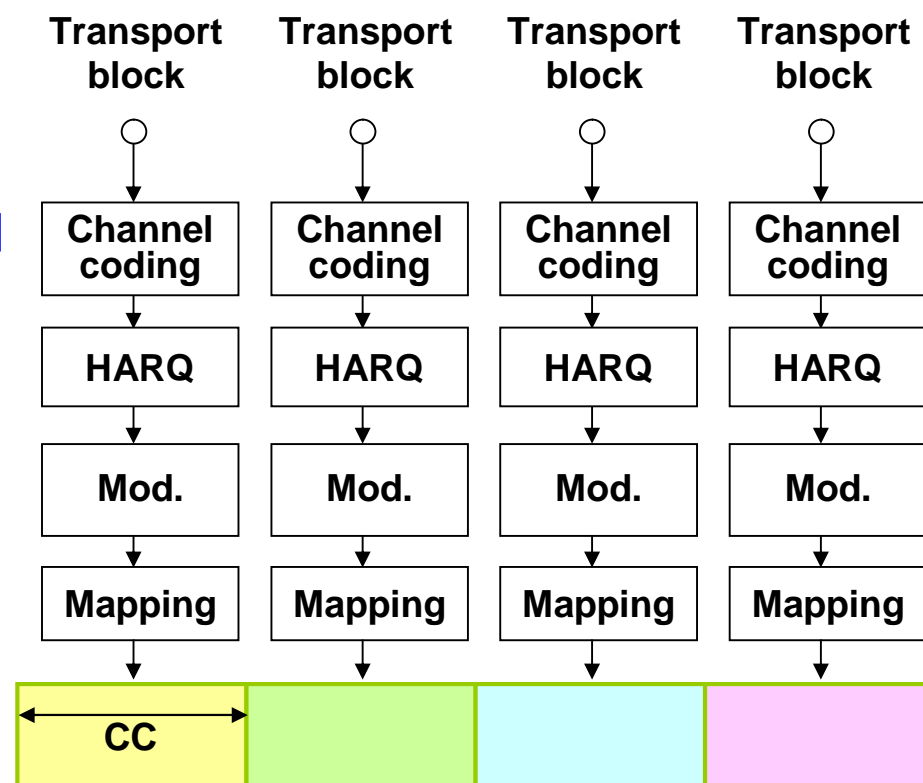 Transport Transport Transport Transport
block block block block
Channel Channel Channel Channel
coding coding coding coding
HARQ HARQ HARQ HARQ
Mod. Mod. Mod. Mod.
Mapping Mapping Mapping Mapping
CC